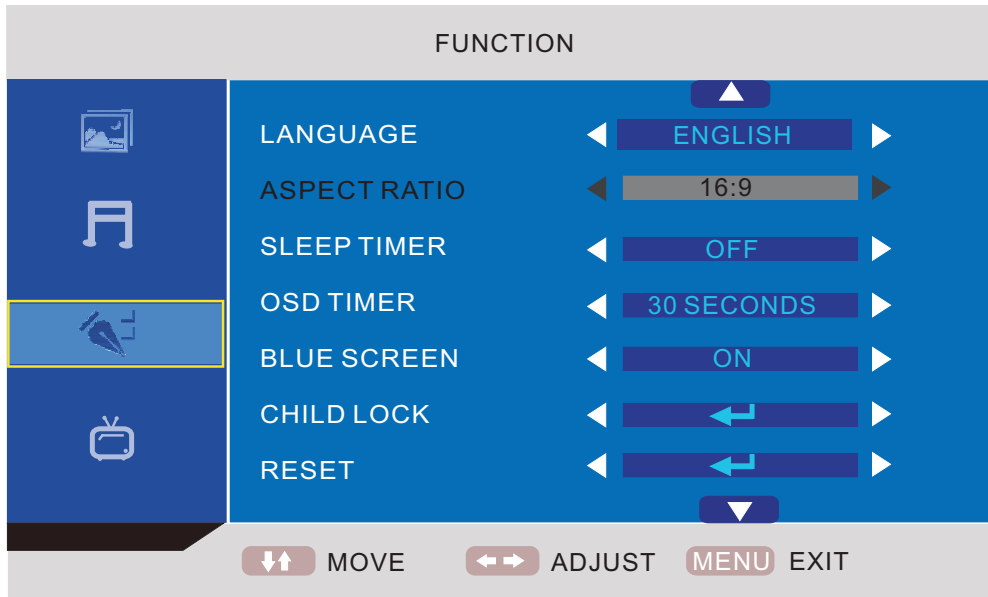 FUNCTION
LANGUAGE ENGLISH
ASPECT RATIO 16:9
SLEEP TIMER OFF
OSD TIMER 30 SECONDS
BLUE SCREEN ON
CHILD LOCK
RESET
MOVE ADJUST MENU EXIT